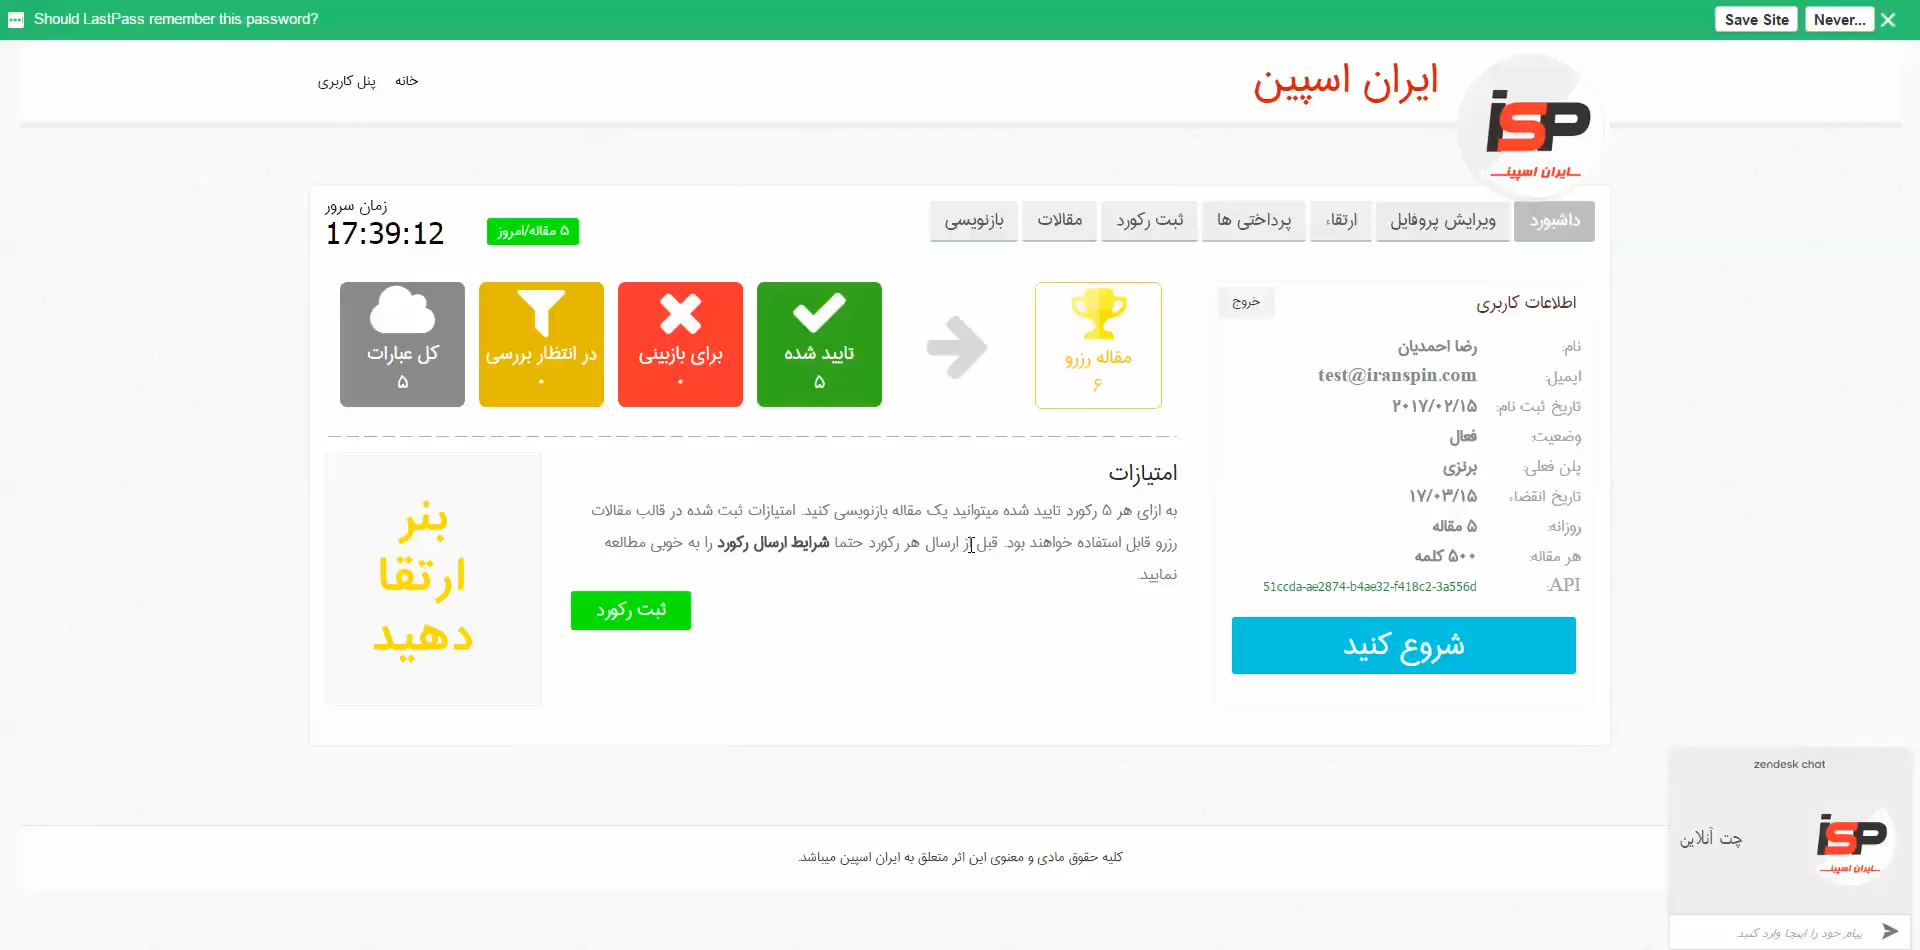 Should LastPass remember this password?
Save Site
Never...
ایران اسپین
iSP
ایران اسپین
خانه
پنل کاربری
داشبورد
ویرایش پروفایل
ارتقاء
پرداختی ها
ثبت رکورد
مقالات
بازنویسی
۵ مقاله/امروز
زمان سرور
17:39:12
اطلاعات کاربری
خروج
نام: رضا احمدیان
ایمیل: test@iranspin.com
تاریخ ثبت نام: ۲۰۱۷/۰۲/۱۵
وضعیت: فعال
پلن فعلی: برنزی
تاریخ انقضاء: ۱۷/۰۳/۱۵
روزانه: ۵ مقاله
هر مقاله: ۵۰۰ کلمه
API: 51ccda-ae2874-b4ae32-f418c2-3a556d
شروع کنید
مقاله رزرو
۶
تایید شده
۵
برای بازبینی
۰
در انتظار بررسی
۰
کل عبارات
۵
امتیازات
به ازای هر ۵ رکورد تایید شده میتوانید یک مقاله بازنویسی کنید. امتیازات ثبت شده در قالب مقالات
رزرو قابل استفاده خواهند بود. قبل از ارسال هر رکورد حتما شرایط ارسال رکورد را به خوبی مطالعه
نمایید.
ثبت رکورد
بنر
ارتقا
دهید
کلیه حقوق مادی و معنوی این اثر متعلق به ایران اسپین میباشد.
zendesk chat
چت آنلاین
iSP
ایران اسپین
پیام خود را اینجا وارد کنید